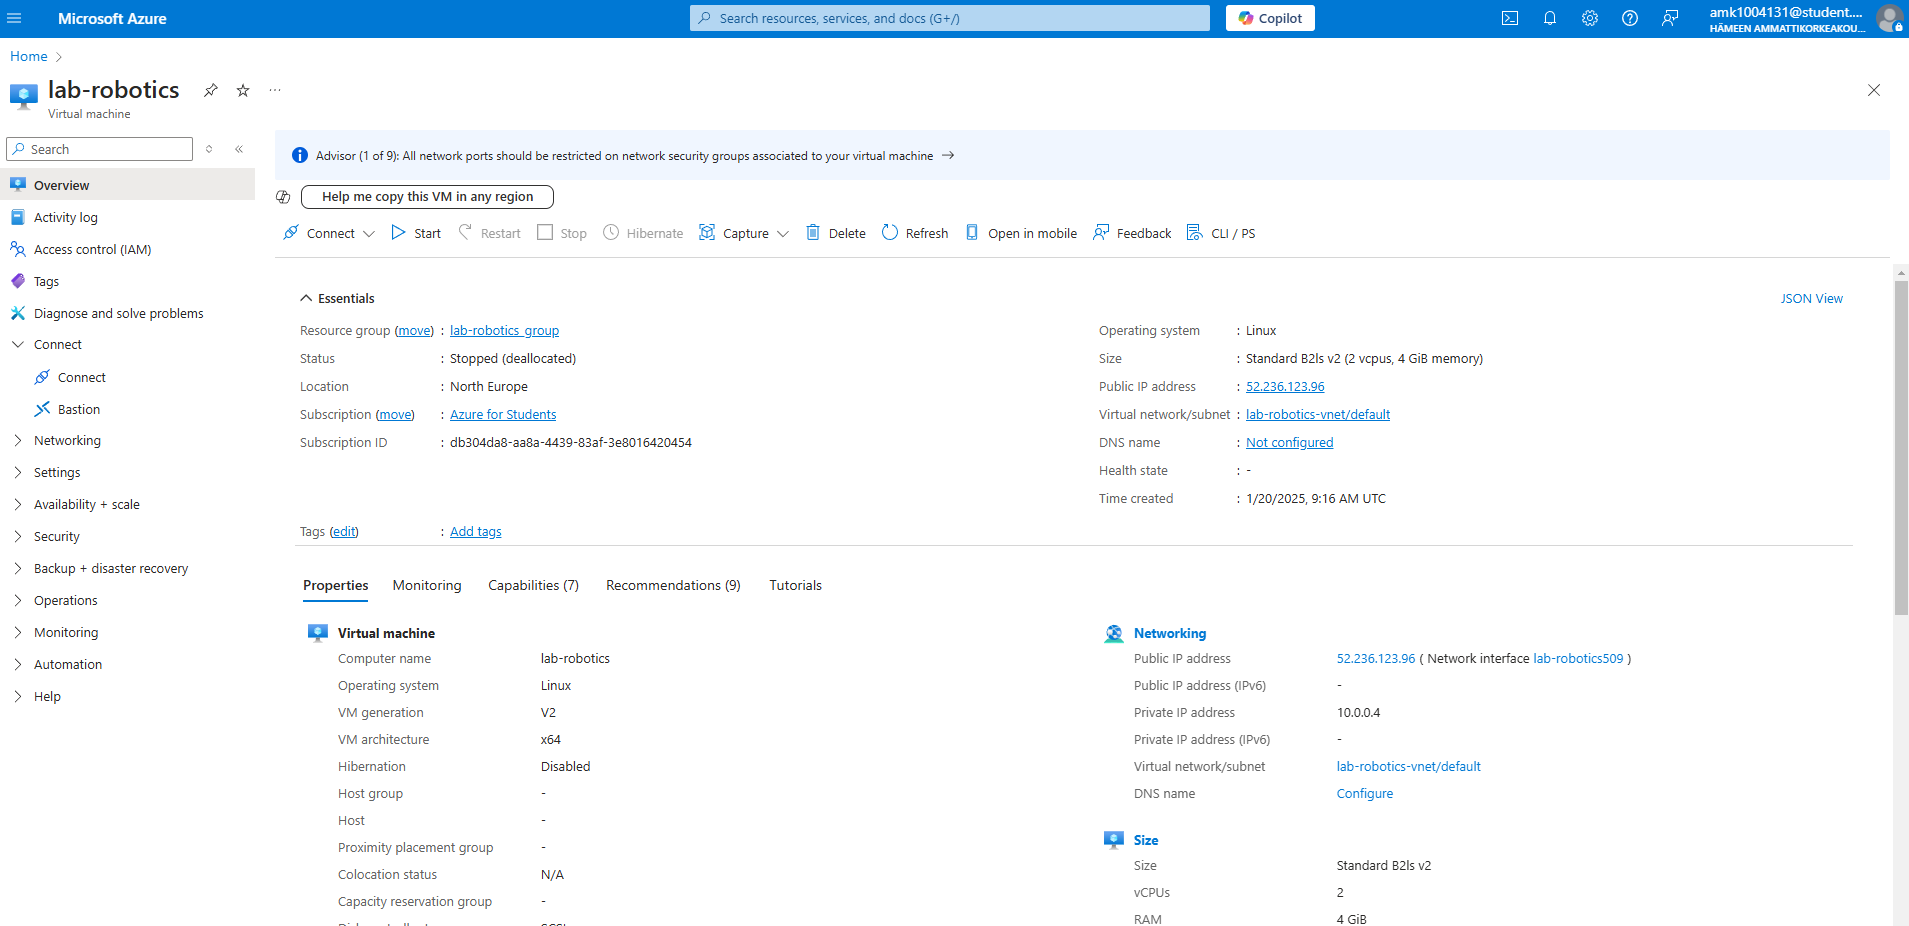 Microsoft Azure
Search resources, services, and docs (G+/)
Copilot
amk1004131@student....
HÄMEEN AMMATTIKORKEAKOU...
Home
lab-robotics
Virtual machine
Search
Overview
Activity log
Access control (IAM)
Tags
Diagnose and solve problems
Connect
Connect
Bastion
Networking
Settings
Availability + scale
Security
Backup + disaster recovery
Operations
Monitoring
Automation
Help
Advisor (1 of 9): All network ports should be restricted on network security groups associated to your virtual machine →
Help me copy this VM in any region
Connect Start Restart Stop Hibernate Capture Delete Refresh Open in mobile Feedback CLI / PS
Essentials
JSON View
Resource group (move) : lab-robotics_group
Status : Stopped (deallocated)
Location : North Europe
Subscription (move) : Azure for Students
Subscription ID : db304da8-aa8a-4439-83af-3e8016420454
Operating system : Linux
Size : Standard B2ls v2 (2 vcpus, 4 GiB memory)
Public IP address : 52.236.123.96
Virtual network/subnet : lab-robotics-vnet/default
DNS name : Not configured
Health state : -
Time created : 1/20/2025, 9:16 AM UTC
Tags (edit) : Add tags
Properties Monitoring Capabilities (7) Recommendations (9) Tutorials
Virtual machine
Computer name lab-robotics
Operating system Linux
VM generation V2
VM architecture x64
Hibernation Disabled
Host group -
Host -
Proximity placement group -
Colocation status N/A
Capacity reservation group -
Networking
Public IP address 52.236.123.96 ( Network interface lab-robotics509 )
Public IP address (IPv6) -
Private IP address 10.0.0.4
Private IP address (IPv6) -
Virtual network/subnet lab-robotics-vnet/default
DNS name Configure
Size
Size Standard B2ls v2
vCPUs 2
RAM 4 GiB